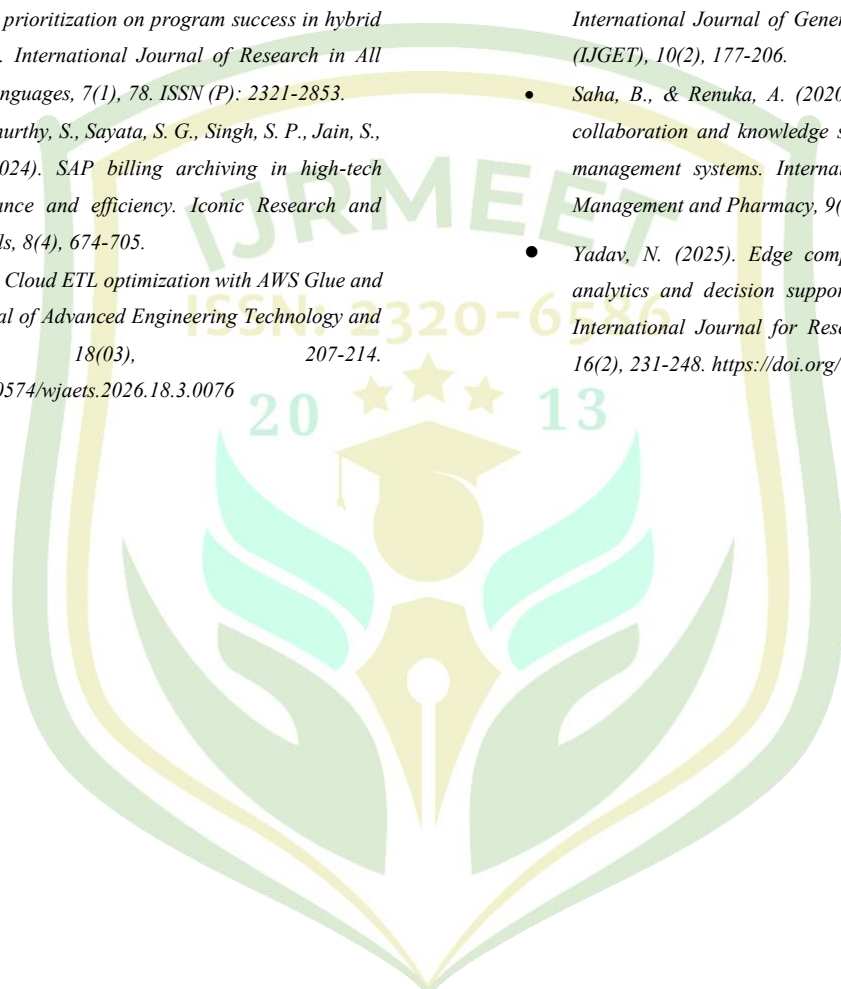 prioritization on program success in hybrid
. International Journal of Research in All
nguages, 7(1), 78. ISSN (P): 2321-2853.
urthy, S., Sayata, S. G., Singh, S. P., Jain, S.,
024). SAP billing archiving in high-tech
ance and efficiency. Iconic Research and
ls, 8(4), 674-705.
Cloud ETL optimization with AWS Glue and
al of Advanced Engineering Technology and
18(03), 207-214.
0574/wjaets.2026.18.3.0076
International Journal of Gener
(IJGET), 10(2), 177-206.
• Saha, B., & Renuka, A. (2020
collaboration and knowledge s
management systems. Internat
Management and Pharmacy, 9(
• Yadav, N. (2025). Edge comp
analytics and decision suppor
International Journal for Rese
16(2), 231-248. https://doi.org/
IJRMEET
ISSN: 2320-6586
20 13